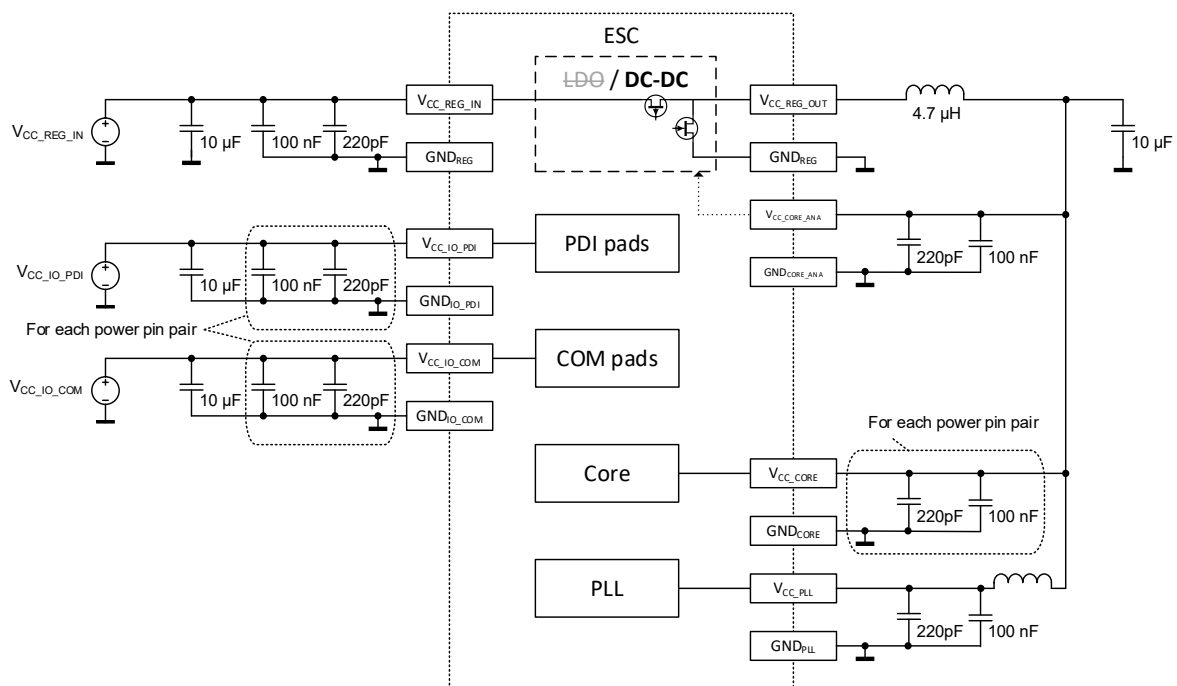 ESC
LDO / DC-DC
VCC_REG_IN
VCC_REG_OUT
4.7 µH
VCC_REG_IN
10 µF
100 nF
220pF
10 µF
GNDREG
GNDREG
VCC_CORE_ANA
220pF
100 nF
GNDCORE_ANA
VCC_IO_PDI
PDI pads
VCC_IO_PDI
10 µF
100 nF
220pF
GNDIO_PDI
For each power pin pair
VCC_IO_COM
COM pads
VCC_IO_COM
10 µF
100 nF
220pF
GNDIO_COM
For each power pin pair
Core
VCC_CORE
220pF
100 nF
GNDCORE
PLL
VCC_PLL
220pF
100 nF
GNDPLL